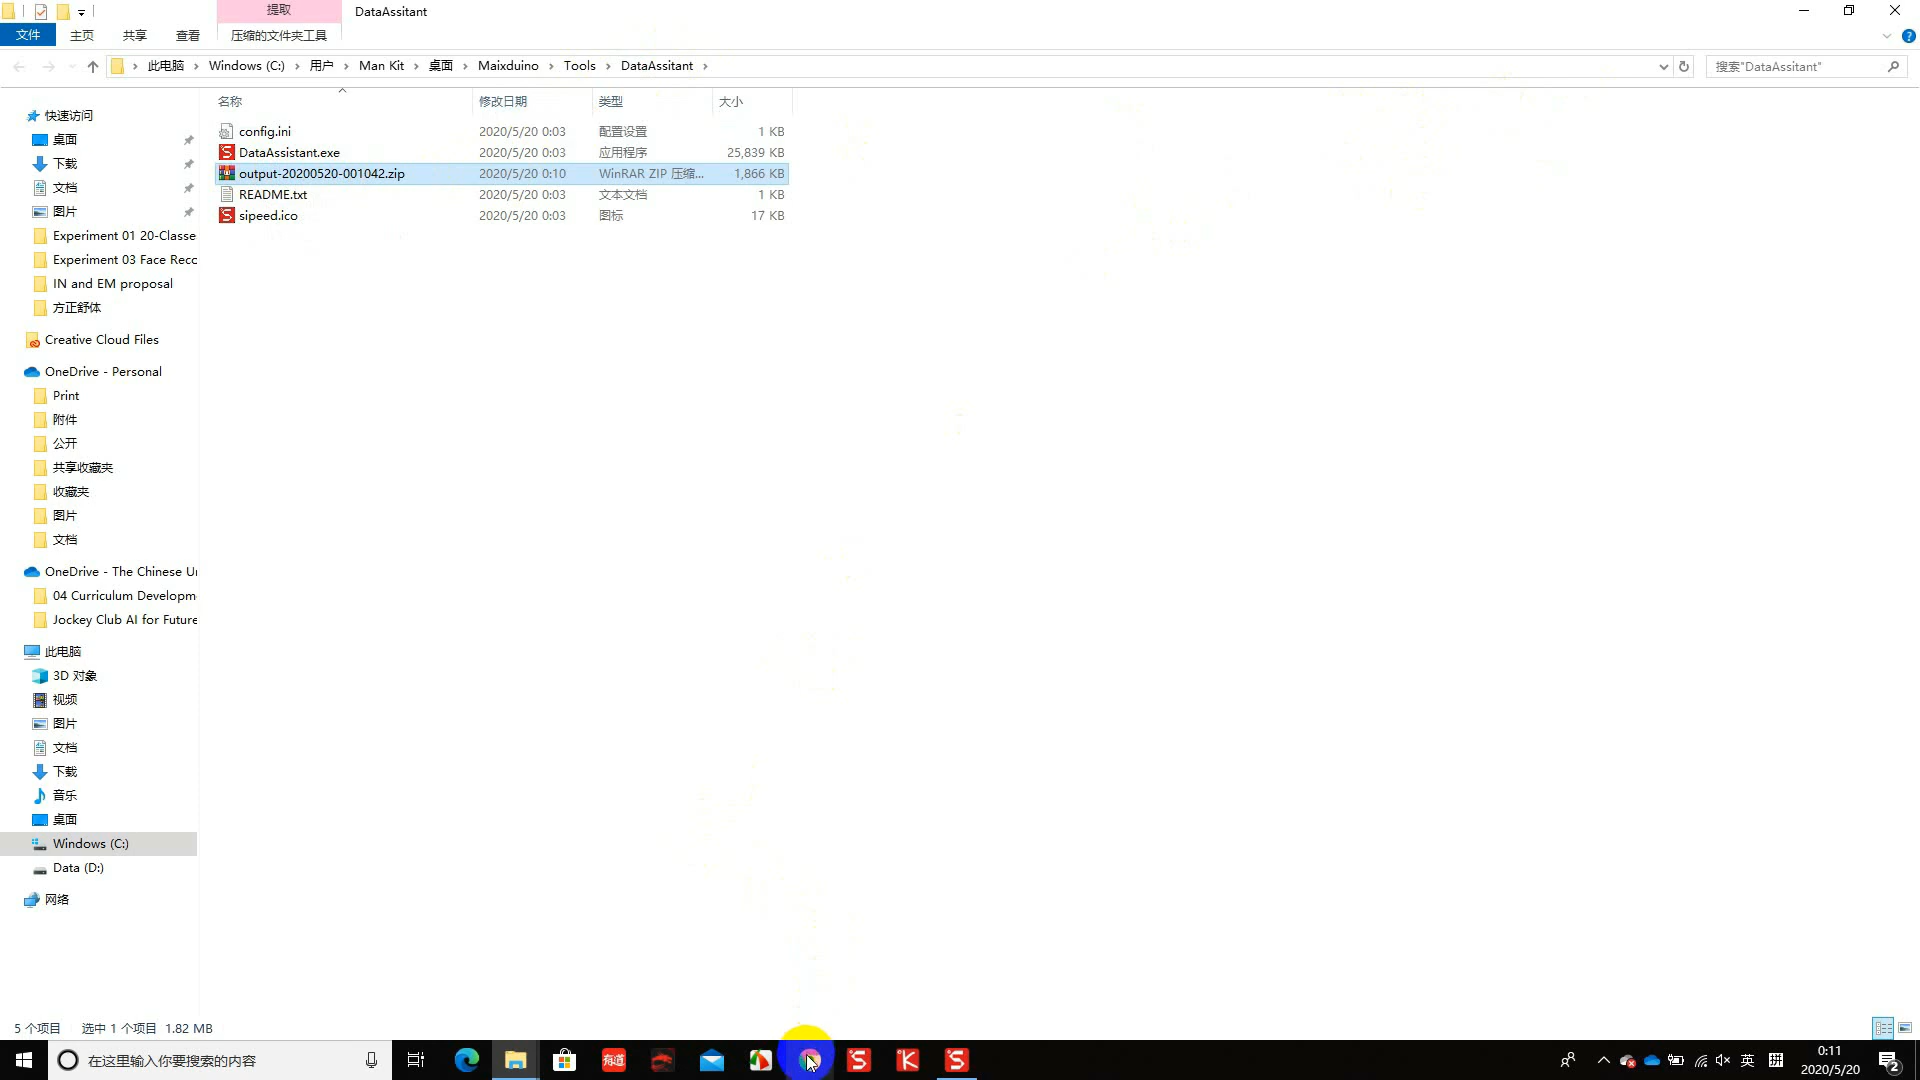 提取
DataAssitant
文件
主页
共享
查看
压缩的文件夹工具
此电脑 › Windows (C:) › 用户 › Man Kit › 桌面 › Maixduino › Tools › DataAssitant ›
搜索"DataAssitant"
名称 修改日期 类型 大小
config.ini 2020/5/20 0:03 配置设置 1 KB
DataAssistant.exe 2020/5/20 0:03 应用程序 25,839 KB
output-20200520-001042.zip 2020/5/20 0:10 WinRAR ZIP 压缩... 1,866 KB
README.txt 2020/5/20 0:03 文本文档 1 KB
sipeed.ico 2020/5/20 0:03 图标 17 KB
快速访问
桌面
下载
文档
图片
Experiment 01 20-Classe
Experiment 03 Face Recc
IN and EM proposal
方正舒体
Creative Cloud Files
OneDrive - Personal
Print
附件
公开
共享收藏夹
收藏夹
图片
文档
OneDrive - The Chinese Ur
04 Curriculum Developm
Jockey Club AI for Future
此电脑
3D 对象
视频
图片
文档
下载
音乐
桌面
Windows (C:)
Data (D:)
网络
5 个项目 选中 1 个项目 1.82 MB
在这里输入你要搜索的内容
有道
S
K
S
英
拼
0:11
2020/5/20
2